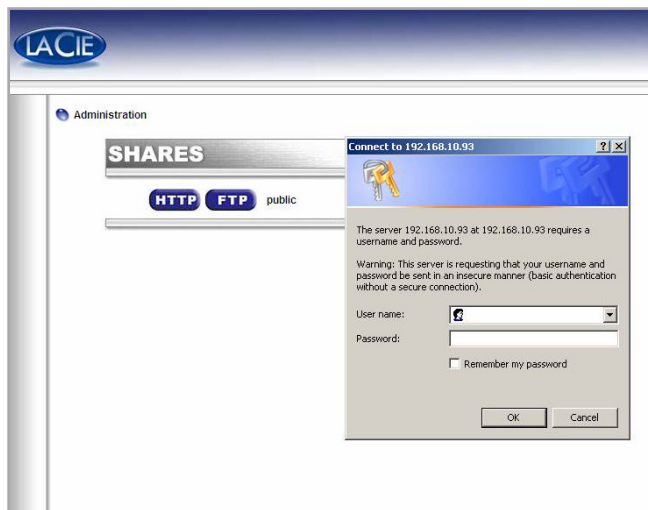 LACIE
Administration
SHARES
HTTP FTP public
Connect to 192.168.10.93
The server 192.168.10.93 at 192.168.10.93 requires a
username and password.
Warning: This server is requesting that your username and
password be sent in an insecure manner (basic authentication
without a secure connection).
User name:
Password:
Remember my password
OK Cancel